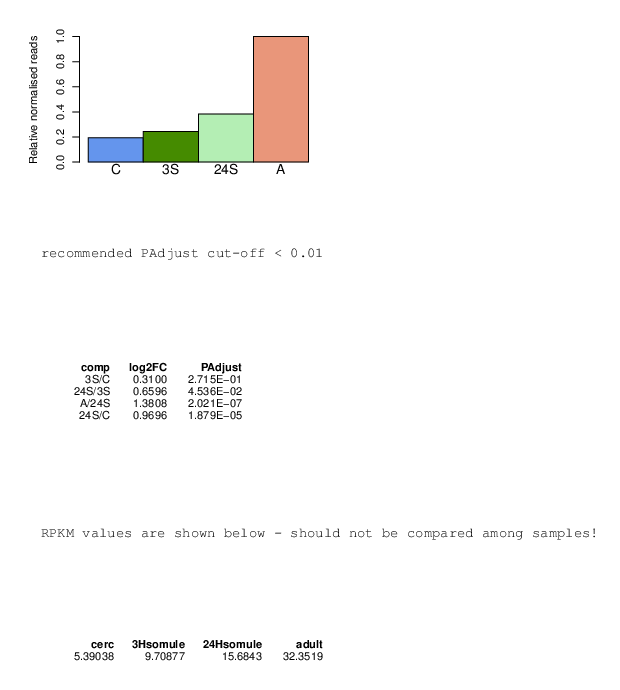 Relative normalised reads
1.0
0.8
0.6
0.4
0.2
0.0
C 3S 24S A
recommended PAdjust cut-off < 0.01
comp log2FC PAdjust
3S/C 0.3100 2.715E−01
24S/3S 0.6596 4.536E−02
A/24S 1.3808 2.021E−07
24S/C 0.9696 1.879E−05
RPKM values are shown below - should not be compared among samples!
cerc 3Hsomule 24Hsomule adult
5.39038 9.70877 15.6843 32.3519